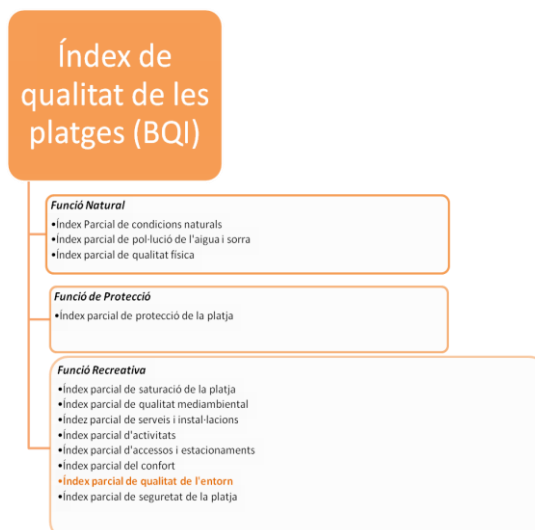 Índex de
qualitat de les
platges (BQI)
Funció Natural
•Índex Parcial de condicions naturals
•Índex parcial de pol·lució de l'aigua i sorra
•Índex parcial de qualitat física
Funció de Protecció
•Índex parcial de protecció de la platja
Funció Recreativa
•Índex parcial de saturació de la platja
•Índex parcial de qualitat mediambiental
•Índez parcial de serveis i instal·lacions
•Índex parcial d'activitats
•Índex parcial d'accessos i estacionaments
•Índex parcial del confort
•Índex parcial de qualitat de l'entorn
•Índex parcial de seguretat de la platja